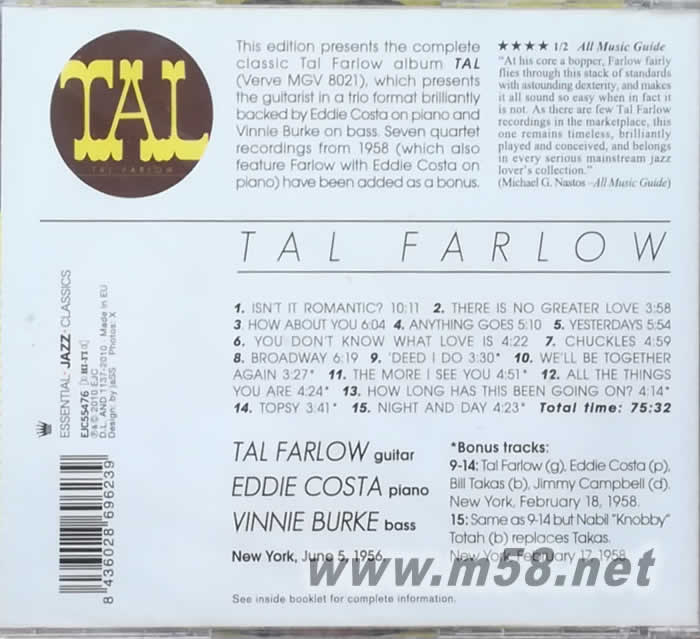 TAL
TAL FARLOW
This edition presents the complete
classic Tal Farlow album TAL
(Verve MGV 8021), which presents
the guitarist in a trio format brilliantly
backed by Eddie Costa on piano and
Vinnie Burke on bass. Seven quartet
recordings from 1958 (which also
feature Farlow with Eddie Costa on
piano) have been added as a bonus.
★★★★ 1/2 All Music Guide
"At his core a bopper, Farlow fairly
flies through this stack of standards
with astounding dexterity, and makes
it all sound so easy when in fact it
is not. As there are few Tal Farlow
recordings in the marketplace, this
one remains timeless, brilliantly
played and conceived, and belongs
in every serious mainstream jazz
lover's collection."
(Michael G. Nastos –All Music Guide)
TAL FARLOW
1. ISN'T IT ROMANTIC? 10:11 2. THERE IS NO GREATER LOVE 3:58
3. HOW ABOUT YOU 6:04 4. ANYTHING GOES 5:10 5. YESTERDAYS 5:54
6. YOU DON'T KNOW WHAT LOVE IS 4:22 7. CHUCKLES 4:59
8. BROADWAY 6:19 9. 'DEED I DO 3:30* 10. WE'LL BE TOGETHER
AGAIN 3:27* 11. THE MORE I SEE YOU 4:51* 12. ALL THE THINGS
YOU ARE 4:24* 13. HOW LONG HAS THIS BEEN GOING ON? 4:14*
14. TOPSY 3:41* 15. NIGHT AND DAY 4:23* Total time: 75:32
TAL FARLOW guitar
EDDIE COSTA piano
VINNIE BURKE bass
New York, June 5, 1956
*Bonus tracks:
9-14: Tal Farlow (g), Eddie Costa (p),
Bill Takas (b), Jimmy Campbell (d).
New York, February 18, 1958.
15: Same as 9-14 but Nabil "Knobby"
Totah (b) replaces Takas.
New York, February 17, 1958.
See inside booklet for complete information.
ESSENTIAL·JAZZ·CLASSICS
EJC55476
℗&© 2010 EJC
D.L. AND 1137-2010 Made in EU
Design: by jaSS Photos: X
8 436028 696239
www.m58.net